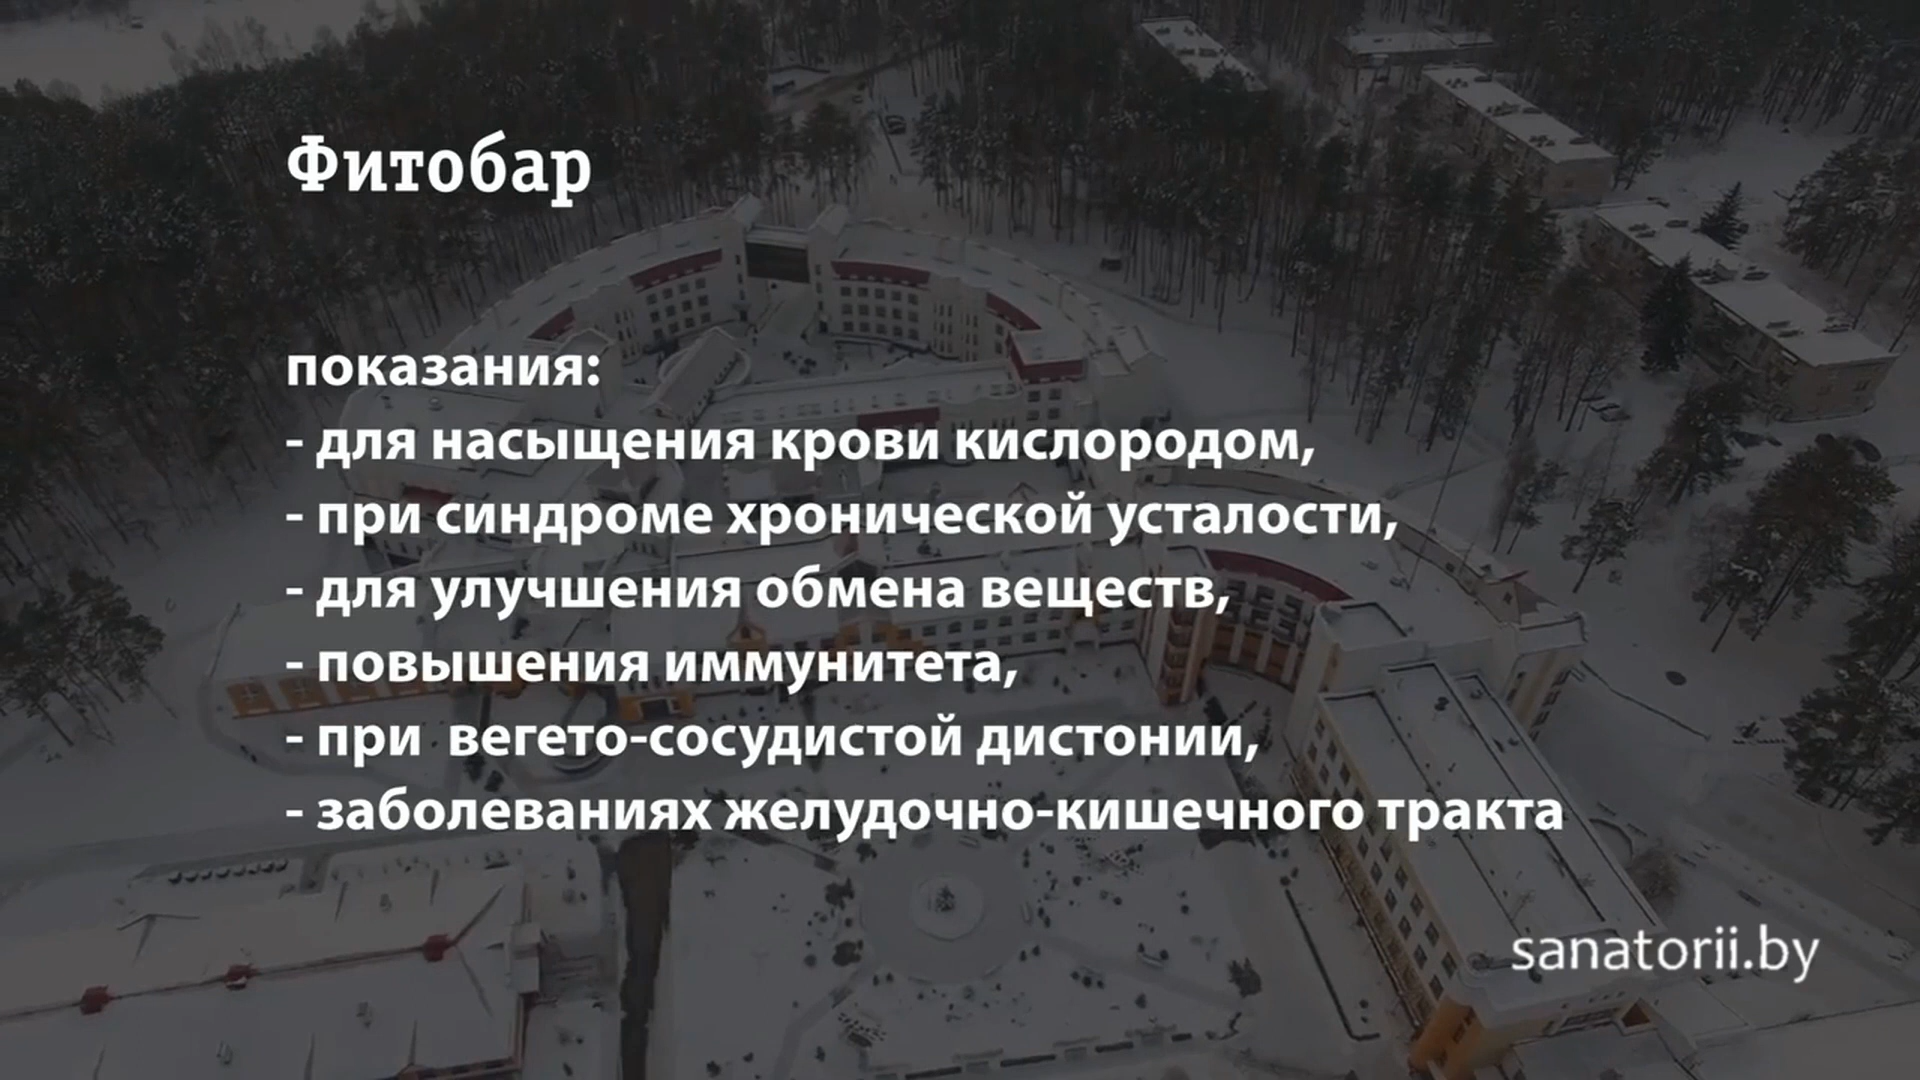 Фитобар
показания:
- для насыщения крови кислородом,
- при синдроме хронической усталости,
- для улучшения обмена веществ,
- повышения иммунитета,
- при  вегето-сосудистой дистонии,
- заболеваниях желудочно-кишечного тракта
sanatorii.by